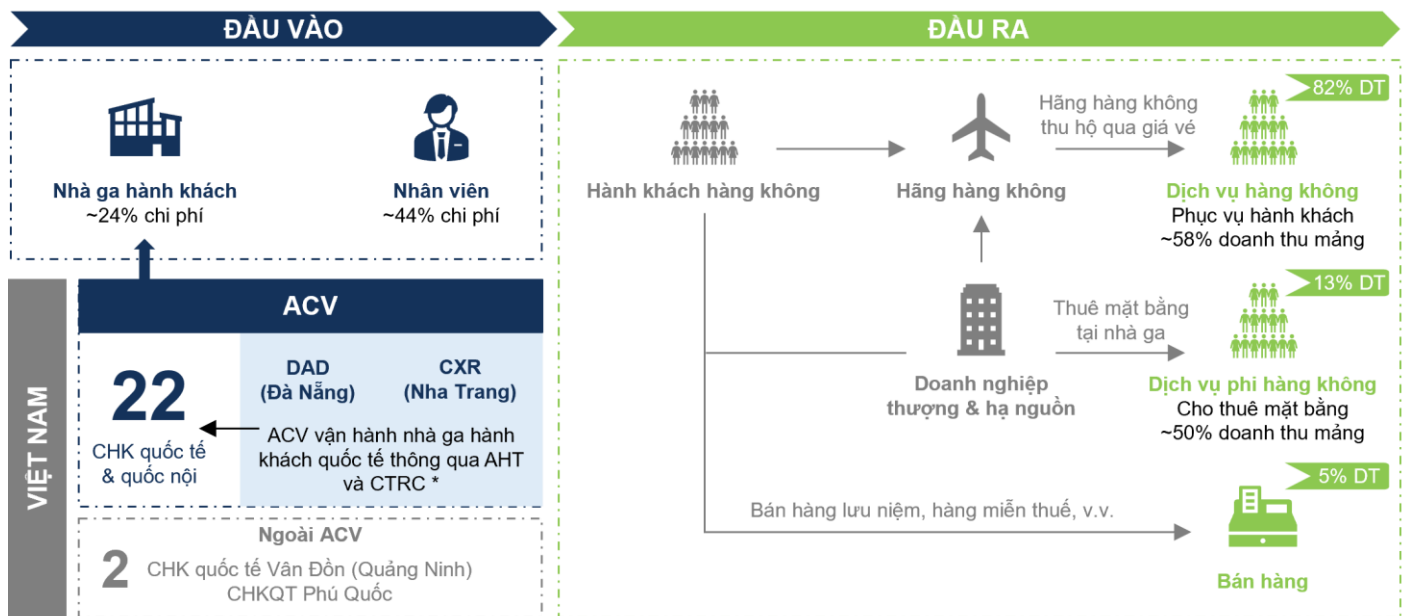 ĐẦU VÀO
Nhà ga hành khách
~24% chi phí
Nhân viên
~44% chi phí
VIỆT NAM
ACV
22
CHK quốc tế
& quốc nội
DAD
(Đà Nẵng)
CXR
(Nha Trang)
ACV vận hành nhà ga hành
khách quốc tế thông qua AHT
và CTRC *
Ngoài ACV
2
CHK quốc tế Vân Đồn (Quảng Ninh)
CHKQT Phú Quốc
ĐẦU RA
Hành khách hàng không
Hãng hàng không
Hãng hàng không
thu hộ qua giá vé
82% DT
Dịch vụ hàng không
Phục vụ hành khách
~58% doanh thu mảng
Doanh nghiệp
thượng & hạ nguồn
Thuê mặt bằng
tại nhà ga
13% DT
Dịch vụ phi hàng không
Cho thuê mặt bằng
~50% doanh thu mảng
Bán hàng lưu niệm, hàng miễn thuế, v.v.
5% DT
Bán hàng